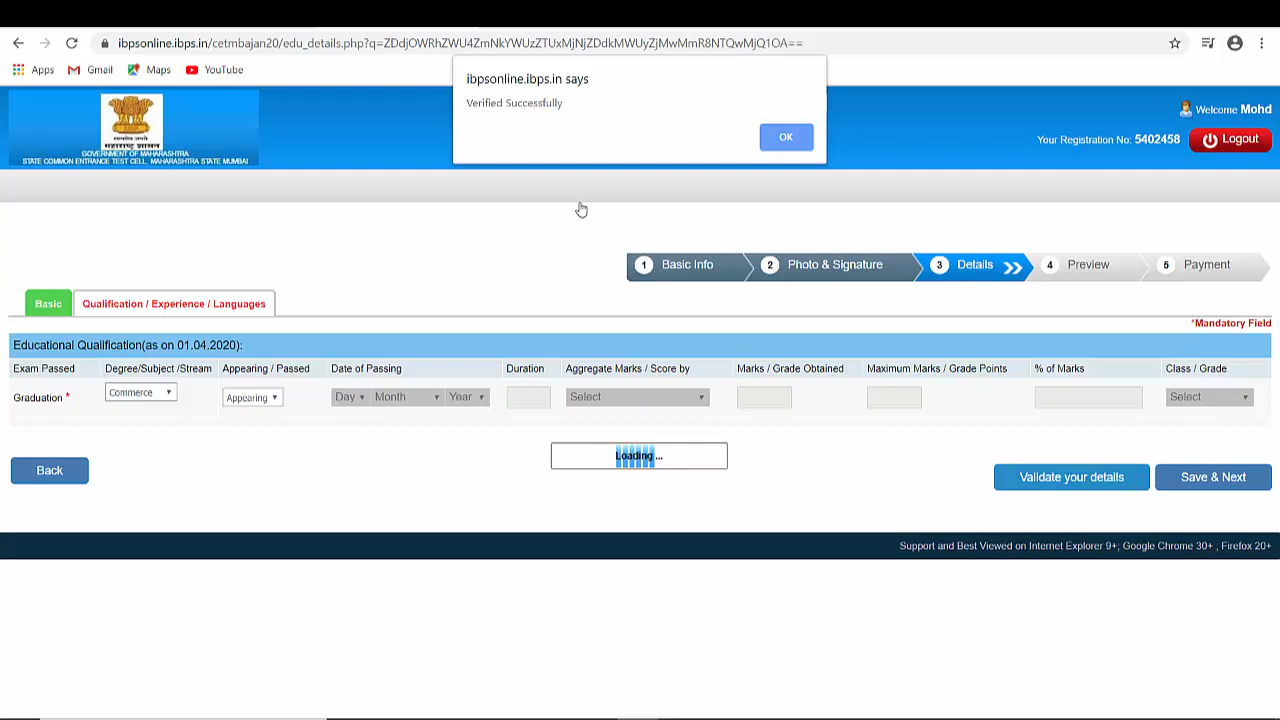 ibpsonline.ibps.in/cetmbajan20/edu_details.php?q=ZDdjOWRhZWU4ZmNkYWUzZTUxMjNjZDdkMWUyZjMwMmR8NTQwMjQ1OA==
Apps Gmail Maps YouTube
ibpsonline.ibps.in says
Verified Successfully
OK
सत्यमेव जयते
महाराष्ट्र शासन
GOVERNMENT OF MAHARASHTRA
STATE COMMON ENTRANCE TEST CELL, MAHARASHTRA STATE MUMBAI
Welcome Mohd
Your Registration No: 5402458 Logout
1 Basic Info 2 Photo & Signature 3 Details 4 Preview 5 Payment
Basic Qualification / Experience / Languages
*Mandatory Field
Educational Qualification(as on 01.04.2020):
Exam Passed Degree/Subject /Stream Appearing / Passed Date of Passing Duration Aggregate Marks / Score by Marks / Grade Obtained Maximum Marks / Grade Points % of Marks Class / Grade
Graduation * Commerce Appearing Day Month Year Select Select
Loading ...
Back Validate your details Save & Next
Support and Best Viewed on Internet Explorer 9+; Google Chrome 30+ , Firefox 20+